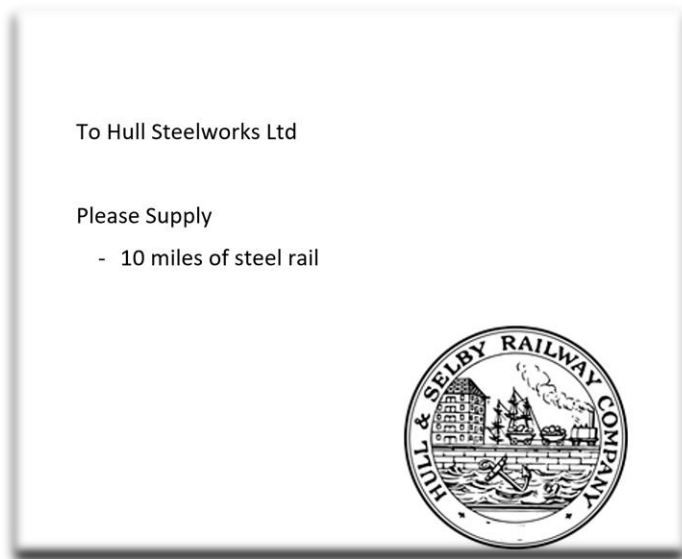 To Hull Steelworks Ltd
Please Supply
- 10 miles of steel rail
HULL & SELBY RAILWAY COMPANY